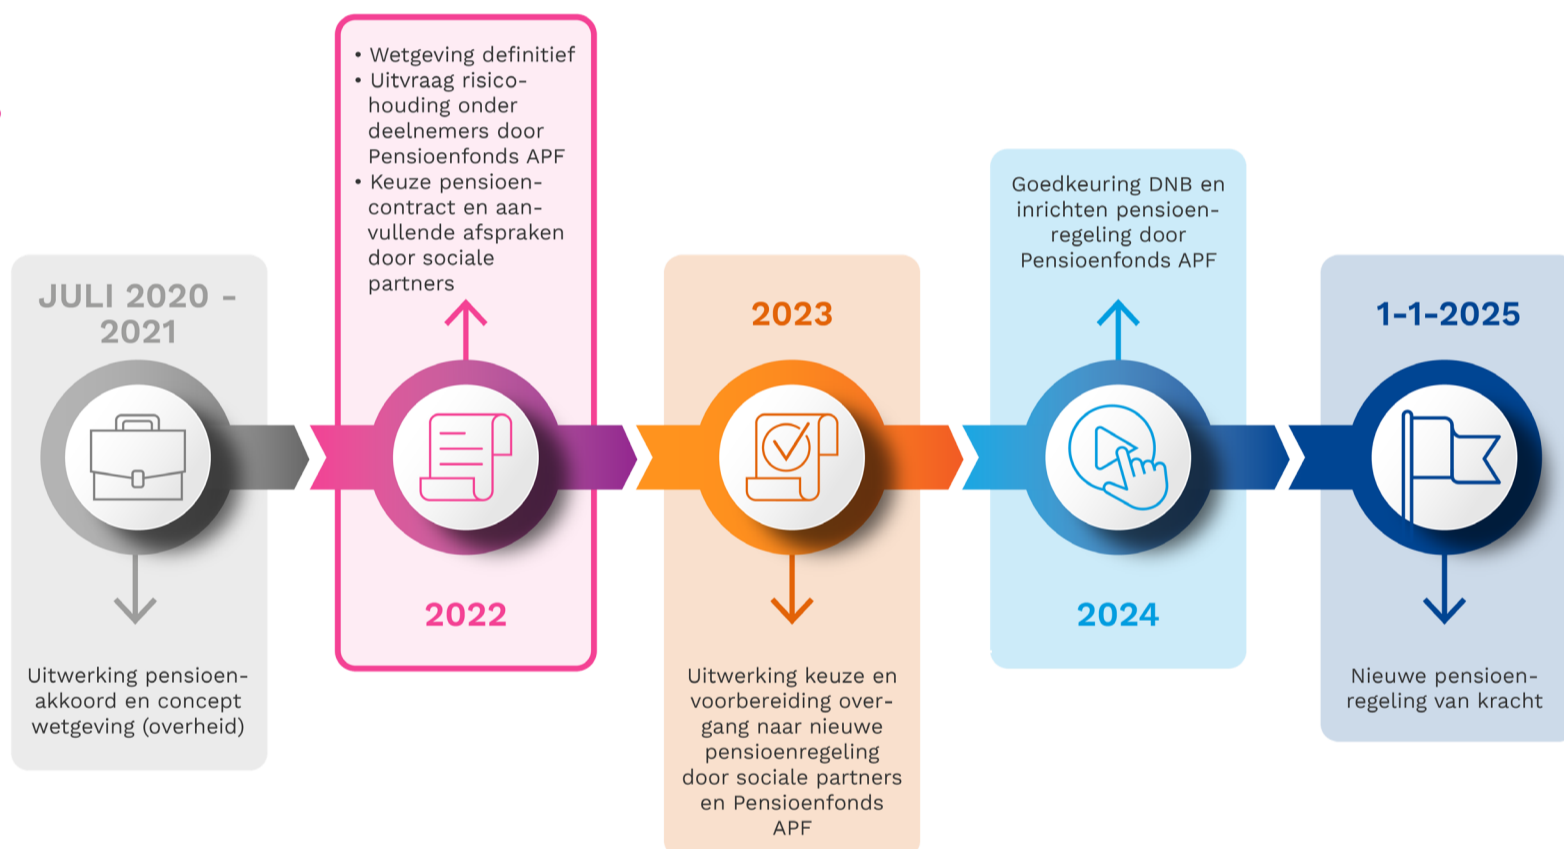 JULI 2020 -
2021
Uitwerking pensioen-
akkoord en concept
wetgeving (overheid)
• Wetgeving definitief
• Uitvraag risico-
houding onder
deelnemers door
Pensioenfonds APF
• Keuze pensioen-
contract en aan-
vullende afspraken
door sociale
partners
2022
2023
Uitwerking keuze en
voorbereiding over-
gang naar nieuwe
pensioenregeling
door sociale partners
en Pensioenfonds
APF
Goedkeuring DNB en
inrichten pensioen-
regeling door
Pensioenfonds APF
2024
1-1-2025
Nieuwe pensioen-
regeling van kracht